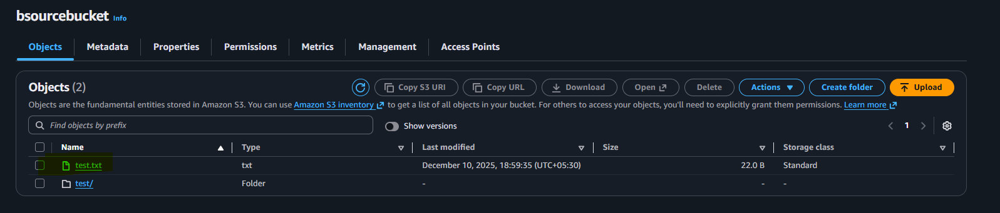 bsourcebucket Info
Objects Metadata Properties Permissions Metrics Management Access Points
Objects (2) Copy S3 URI Copy URL Download Open Delete Actions Create folder Upload
Objects are the fundamental entities stored in Amazon S3. You can use Amazon S3 inventory to get a list of all objects in your bucket. For others to access your objects, you'll need to explicitly grant them permissions. Learn more
Find objects by prefix Show versions 1
Name Type Last modified Size Storage class
test.txt txt December 10, 2025, 18:59:35 (UTC+05:30) 22.0 B Standard
test/ Folder - - -